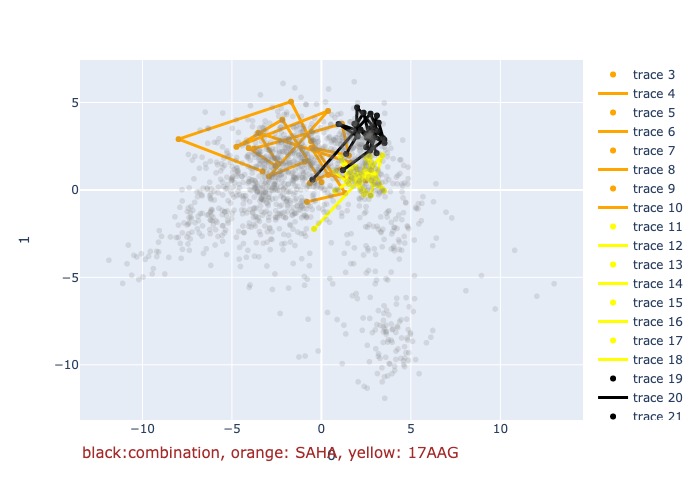 5
0
−5
−10
1
−10
−5
0
5
10
0
black:combination, orange: SAHA, yellow: 17AAG
trace 3
trace 4
trace 5
trace 6
trace 7
trace 8
trace 9
trace 10
trace 11
trace 12
trace 13
trace 14
trace 15
trace 16
trace 17
trace 18
trace 19
trace 20
trace 21